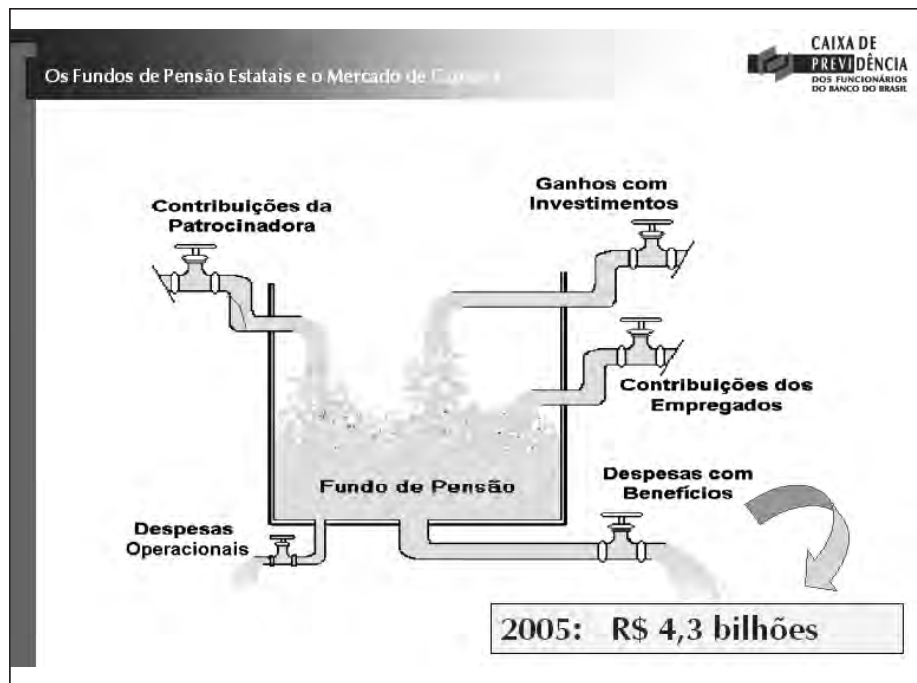 Os Fundos de Pensão Estatais e o Mercado de
CAIXA DE
PREVIDÊNCIA
DOS FUNCIONÁRIOS
DO BANCO DO BRASIL
Contribuições da
Patrocinadora
Ganhos com
Investimentos
Contribuições dos
Empregados
Fundo de Pensão
Despesas com
Benefícios
Despesas
Operacionais
2005: R$ 4,3 bilhões